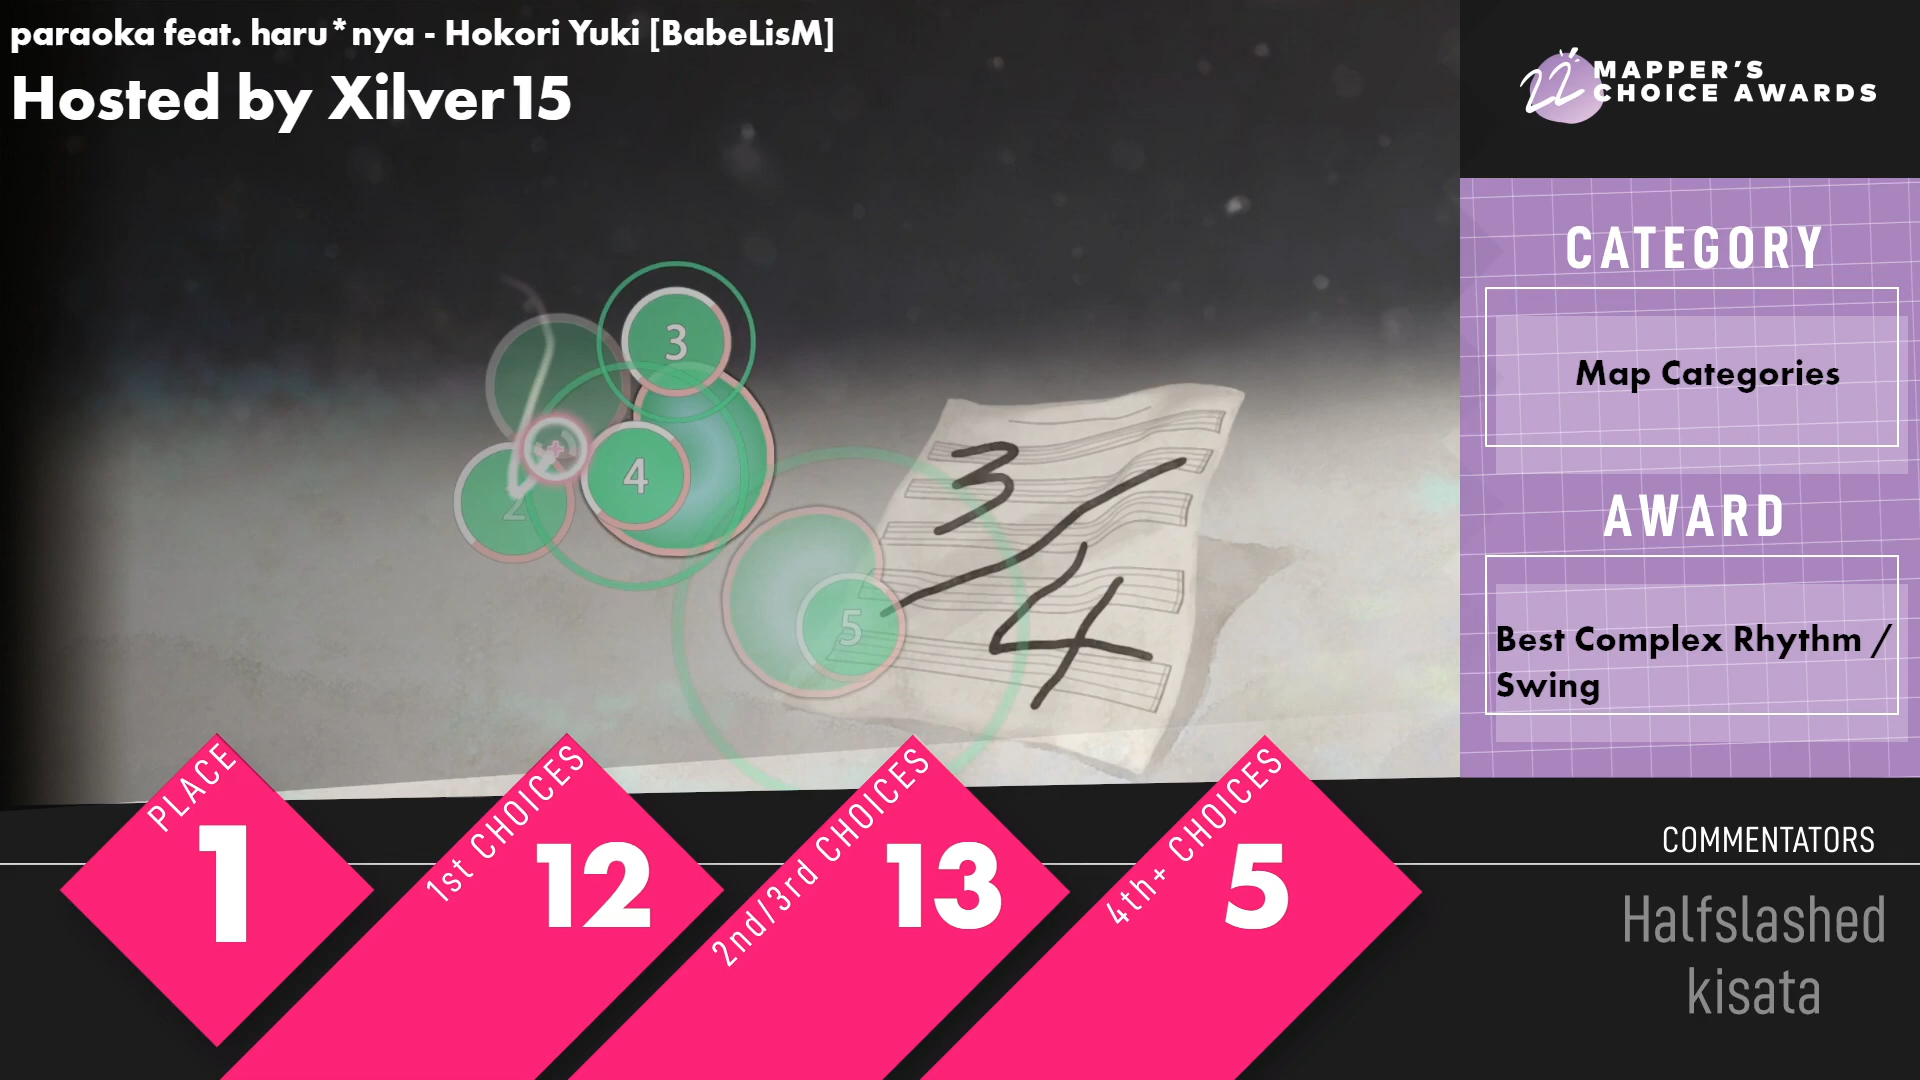 paraoka feat. haru*nya - Hokori Yuki [BabeLisM]
Hosted by Xilver15
22' MAPPER'S
CHOICE AWARDS
CATEGORY
Map Categories
AWARD
Best Complex Rhythm /
Swing
3
2
4
5
3/4
PLACE
1
1st CHOICES
12
2nd/3rd CHOICES
13
4th+ CHOICES
5
COMMENTATORS
Halfslashed
kisata